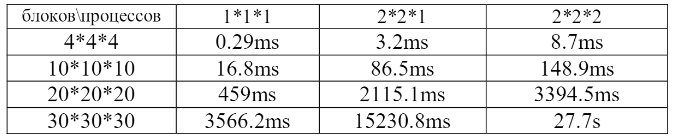 блоков\процессов 1*1*1 2*2*1 2*2*2
4*4*4 0.29ms 3.2ms 8.7ms
10*10*10 16.8ms 86.5ms 148.9ms
20*20*20 459ms 2115.1ms 3394.5ms
30*30*30 3566.2ms 15230.8ms 27.7s